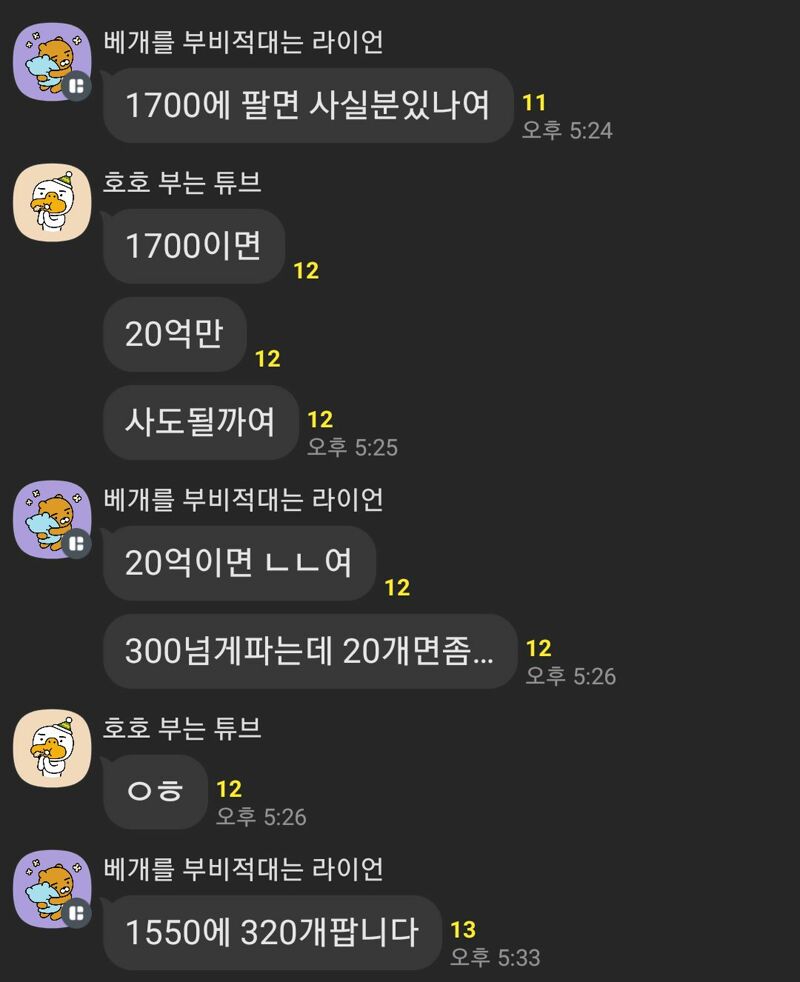 베개를 부비적대는 라이언
1700에 팔면 사실분있나여
11
오후 5:24
호호 부는 튜브
1700이면
12
20억만
12
사도될까여
12
오후 5:25
베개를 부비적대는 라이언
20억이면 ㄴㄴ여
12
300넘게파는데 20개면좀...
12
오후 5:26
호호 부는 튜브
ㅇㅎ
12
오후 5:26
베개를 부비적대는 라이언
1550에 320개팝니다
13
오후 5:33